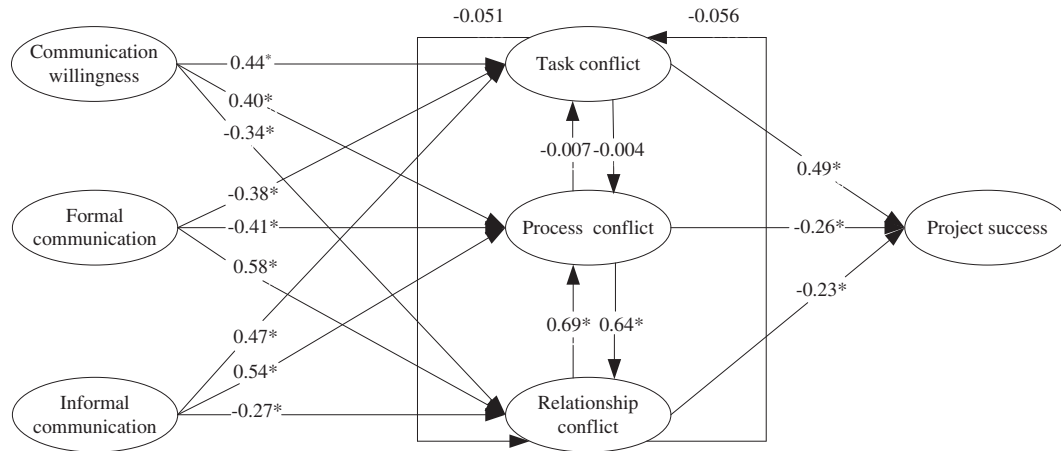 -0.051
-0.056
Communication
willingness
0.44*
Task conflict
0.40*
-0.34*
-0.007
-0.004
0.49*
-0.38*
Formal
communication
-0.41*
Process conflict
-0.26*
Project success
0.58*
-0.23*
0.69*
0.64*
0.47*
0.54*
Informal
communication
-0.27*
Relationship
conflict